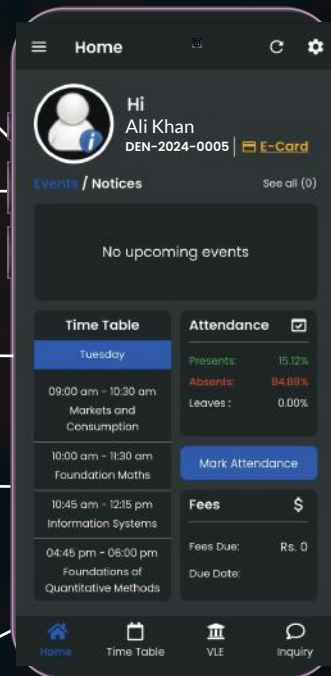 Home
Hi
Ali Khan
DEN-2024-0005 | E-Card
Events / Notices
See all (0)
No upcoming events
Time Table
Tuesday
09:00 am - 10:30 am
Markets and
Consumption
10:00 am - 11:30 am
Foundation Maths
10:45 am - 12:15 pm
Information Systems
04:45 pm - 06:00 pm
Foundations of
Quantitative Methods
Attendance
Presents: 15.12%
Absents: 84.88%
Leaves : 0.00%
Mark Attendance
Fees $
Fees Due: Rs. 0
Due Date:
Home
Time Table
VLE
Inquiry